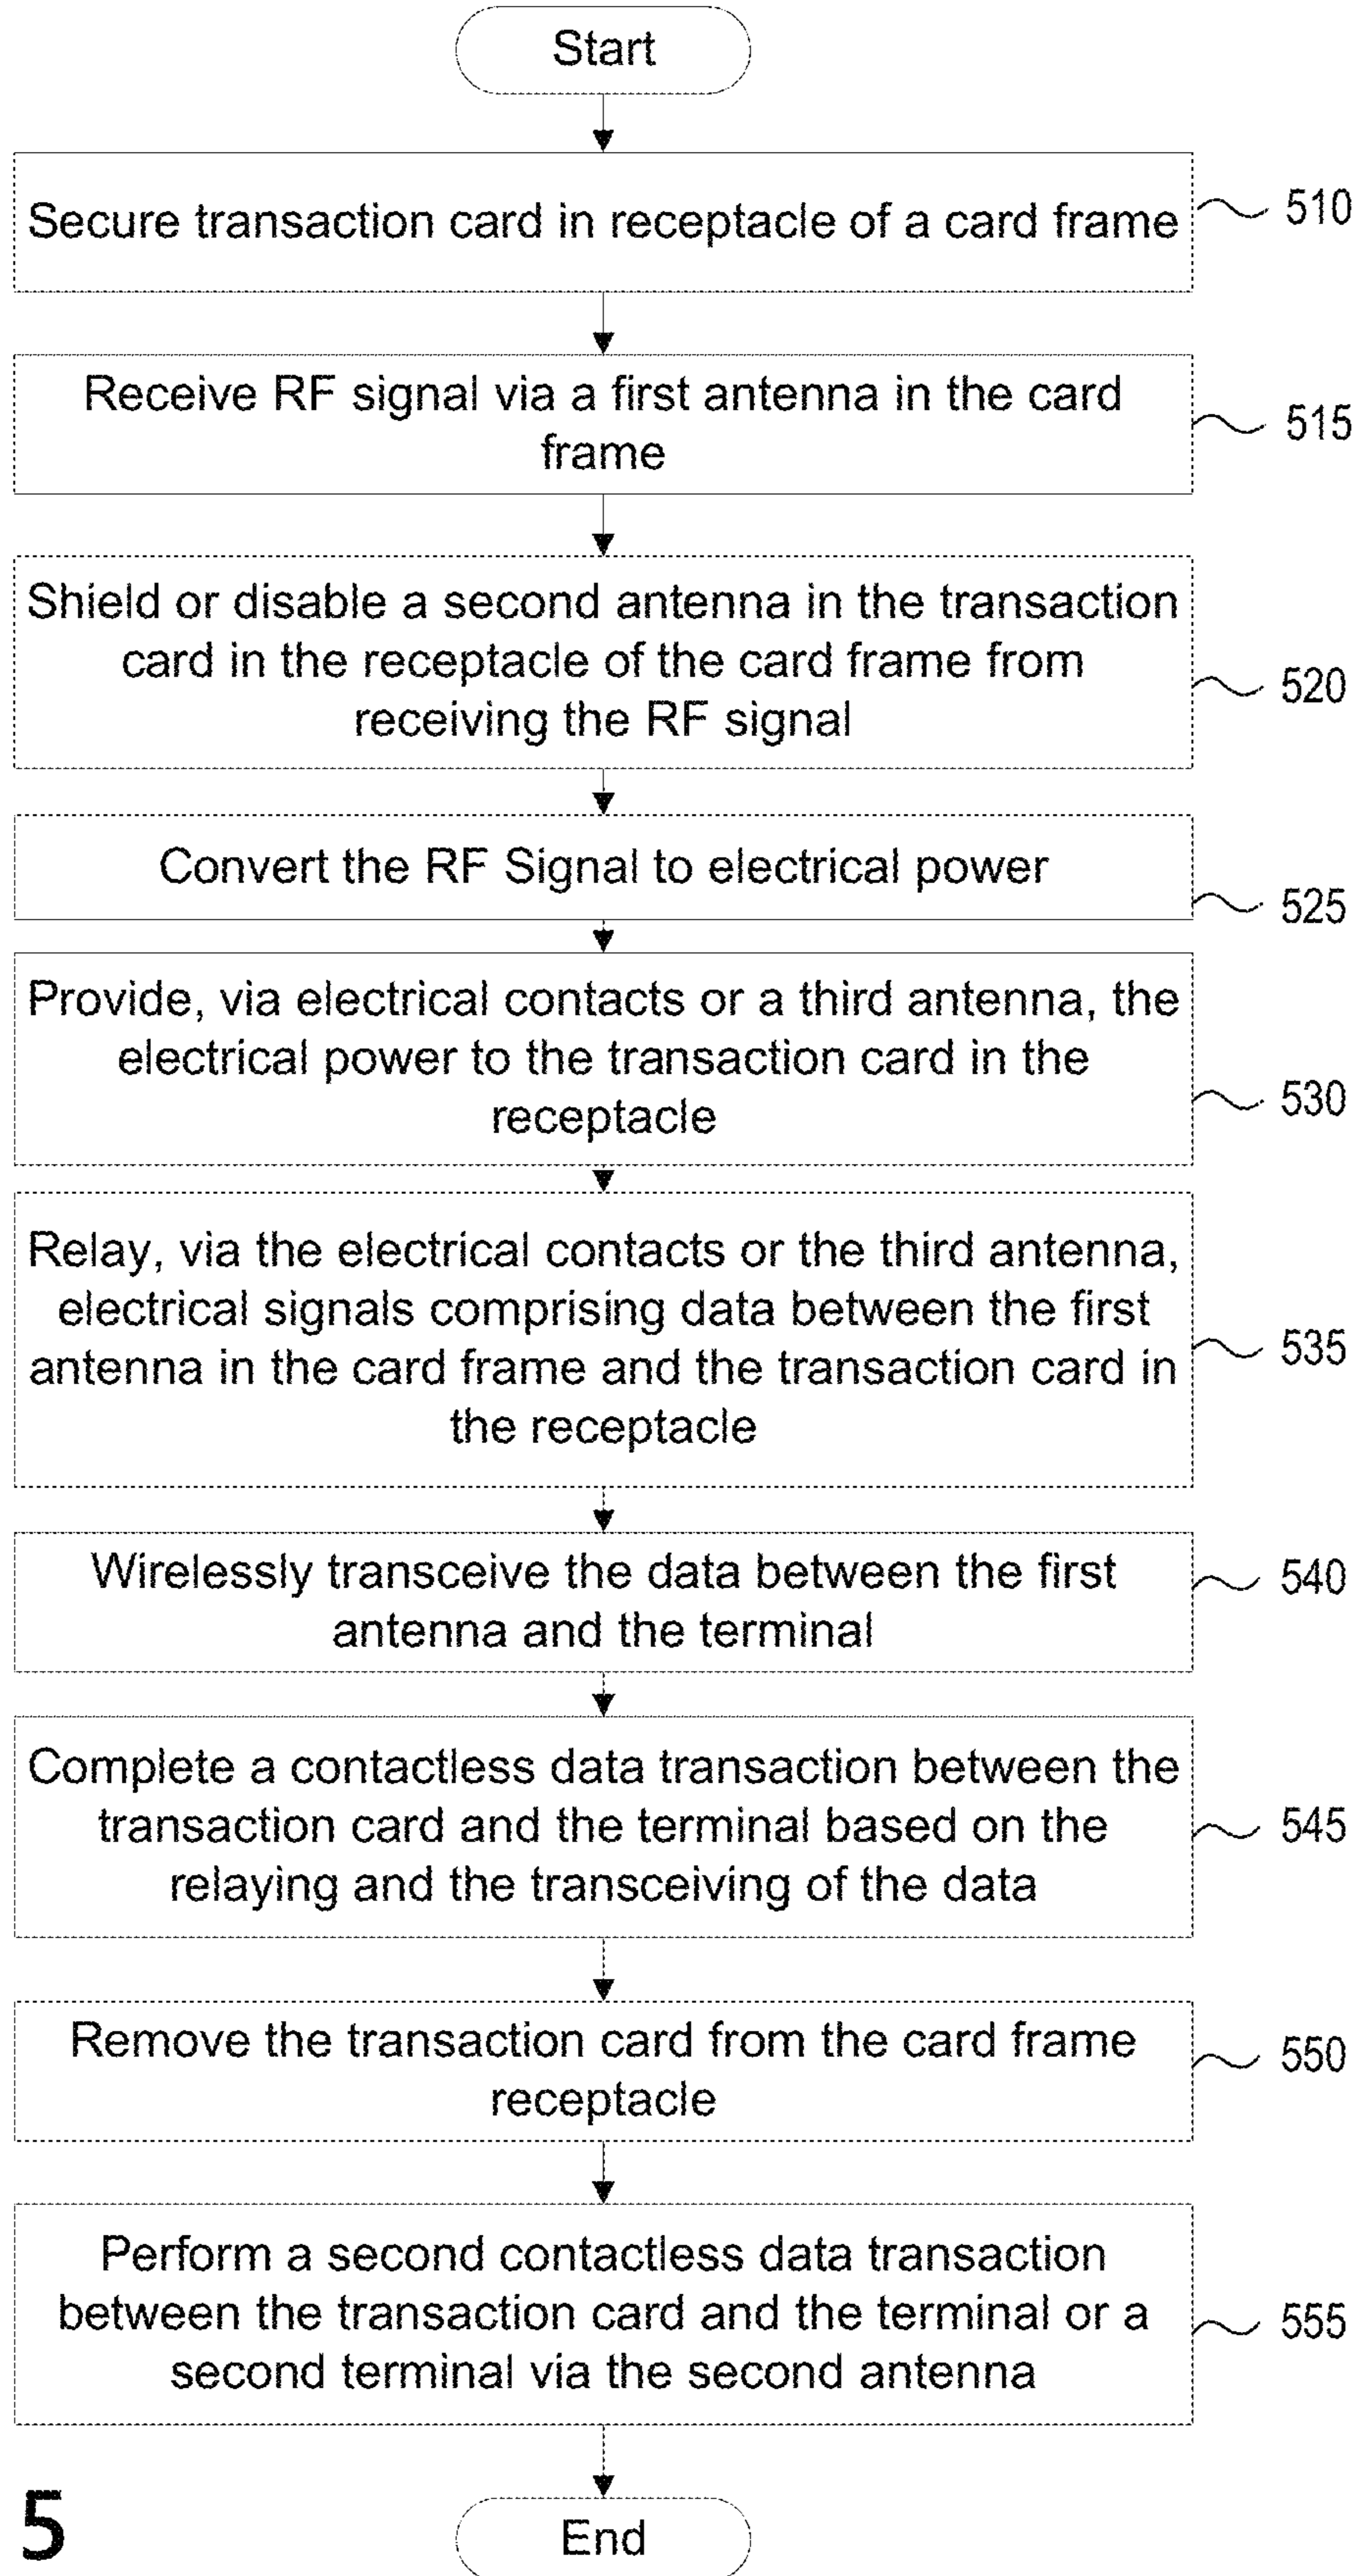 Start
Secure transaction card in receptacle of a card frame
510
Receive RF signal via a first antenna in the card
frame
515
Shield or disable a second antenna in the transaction
card in the receptacle of the card frame from
receiving the RF signal
520
Convert the RF Signal to electrical power
525
Provide, via electrical contacts or a third antenna, the
electrical power to the transaction card in the
receptacle
530
Relay, via the electrical contacts or the third antenna,
electrical signals comprising data between the first
antenna in the card frame and the transaction card in
the receptacle
535
Wirelessly transceive the data between the first
antenna and the terminal
540
Complete a contactless data transaction between the
transaction card and the terminal based on the
relaying and the transceiving of the data
545
Remove the transaction card from the card frame
receptacle
550
Perform a second contactless data transaction
between the transaction card and the terminal or a
second terminal via the second antenna
555
5
End